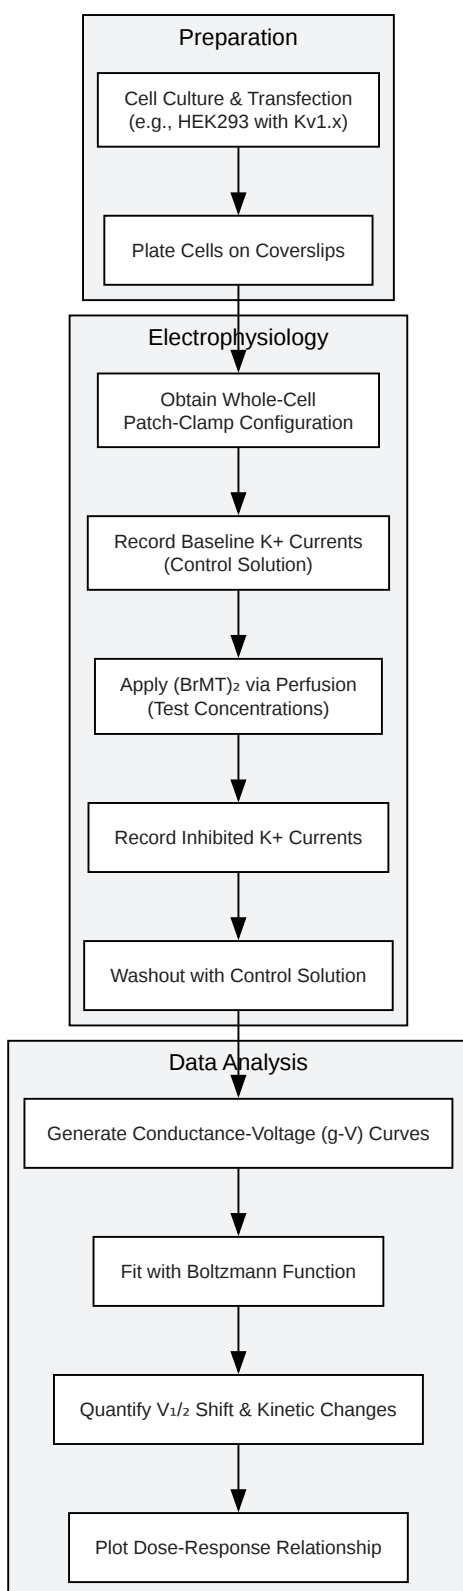 Preparation
Cell Culture & Transfection
(e.g., HEK293 with Kv1.x)
Plate Cells on Coverslips
Electrophysiology
Obtain Whole-Cell
Patch-Clamp Configuration
Record Baseline K+ Currents
(Control Solution)
Apply (BrMT)₂ via Perfusion
(Test Concentrations)
Record Inhibited K+ Currents
Washout with Control Solution
Data Analysis
Generate Conductance-Voltage (g-V) Curves
Fit with Boltzmann Function
Quantify V₁/₂ Shift & Kinetic Changes
Plot Dose-Response Relationship